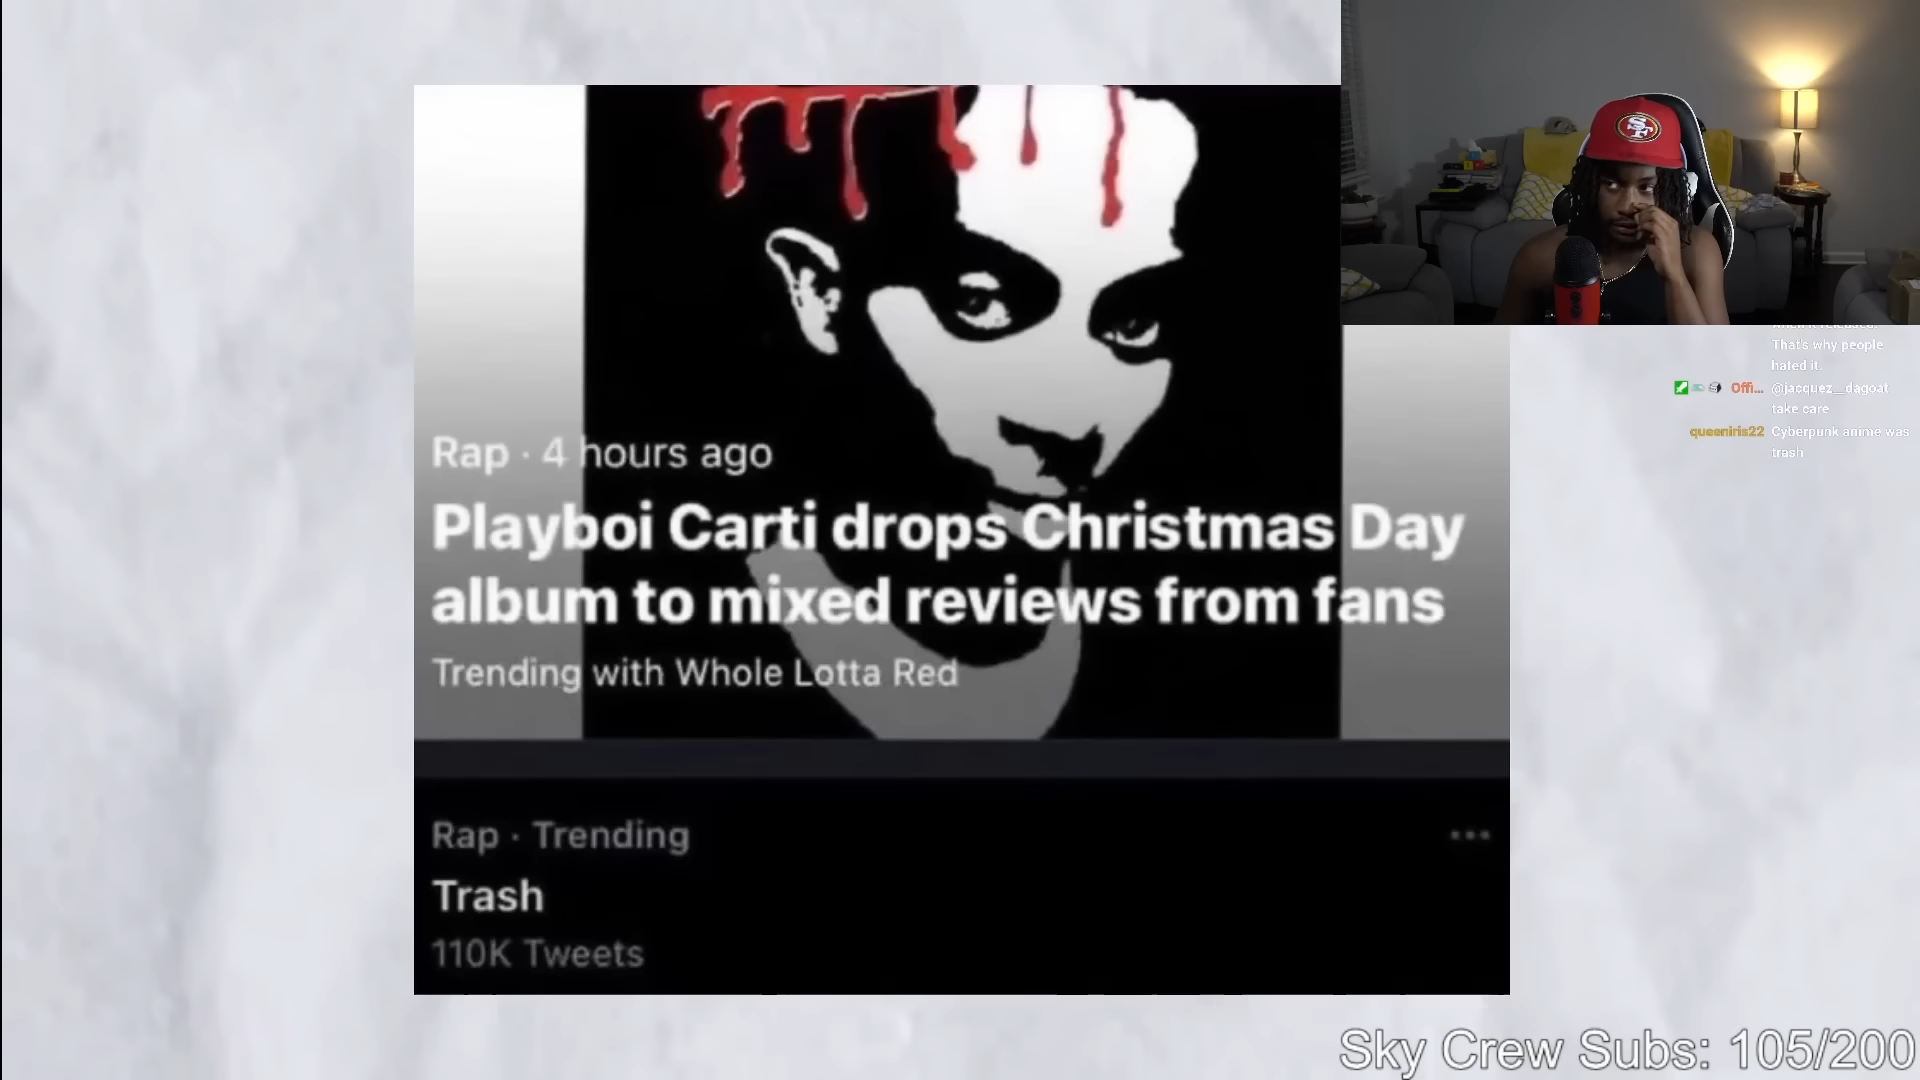 Rap · 4 hours ago
Playboi Carti drops Christmas Day
album to mixed reviews from fans
Trending with Whole Lotta Red
Rap · Trending
Trash
110K Tweets
SF
That's why people
hated it.
Offi... @jacquez__dagoat
take care
queeniris22 Cyberpunk anime was
trash
Sky Crew Subs: 105/200